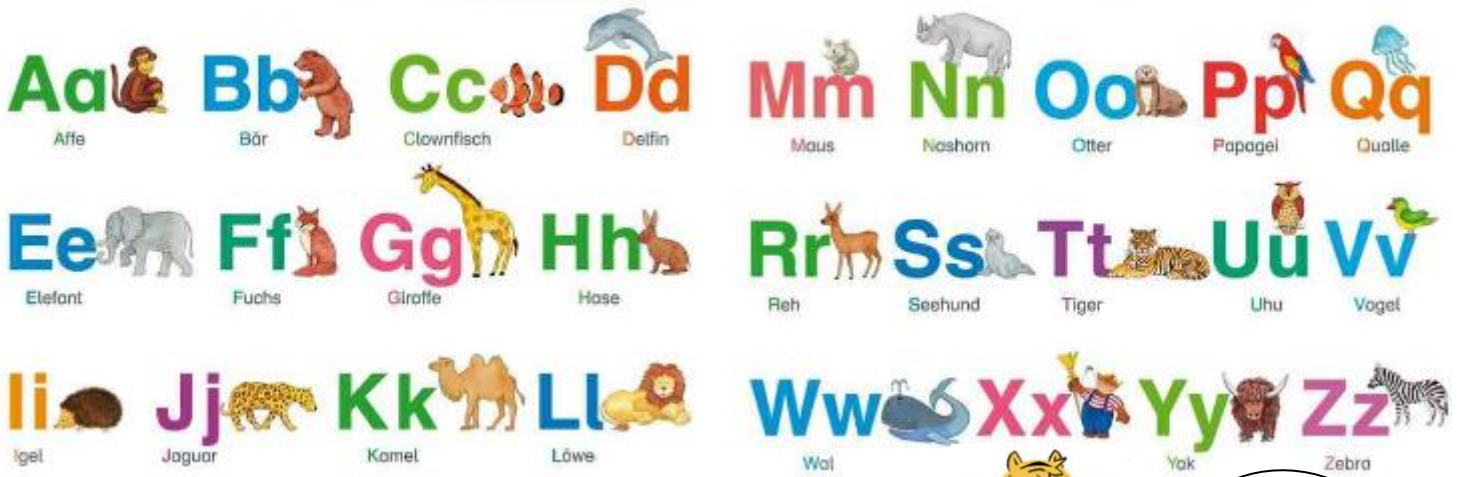 Aa Bb Cc Dd
Affe Bär Clownfisch Delfin
Ee Ff Gg Hh
Elefant Fuchs Giraffe Hase
Ii Jj Kk Ll
Igel Jaguar Kamel Löwe
Mm Nn Oo Pp Qq
Maus Nashorn Otter Papagei Qualle
Rr Ss Tt Uu Vv
Reh Seehund Tiger Uhu Vogel
Ww Xx Yy Zz
Wal Yak Zebra